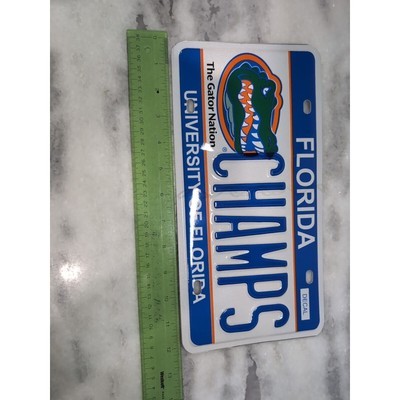 FLORIDA
DECAL
CHAMPS
The Gator Nation
UNIVERSITY OF FLORIDA